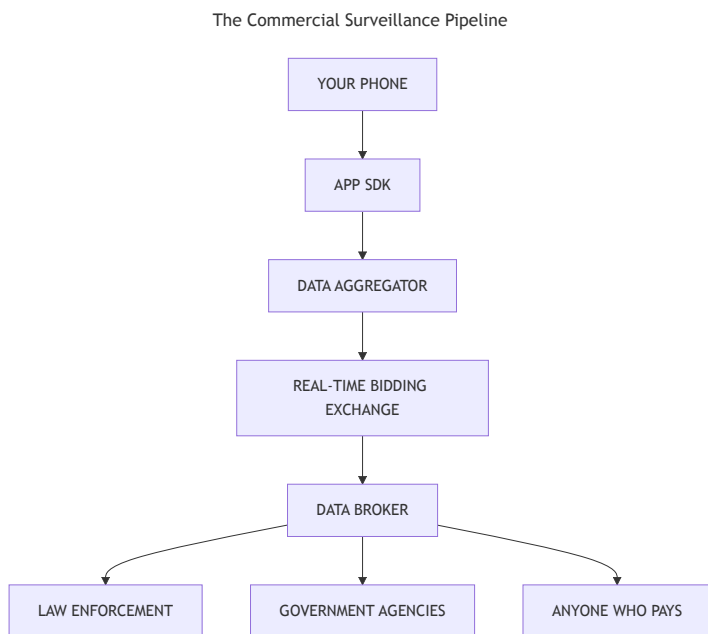 The Commercial Surveillance Pipeline
YOUR PHONE
APP SDK
DATA AGGREGATOR
REAL-TIME BIDDING
EXCHANGE
DATA BROKER
LAW ENFORCEMENT
GOVERNMENT AGENCIES
ANYONE WHO PAYS